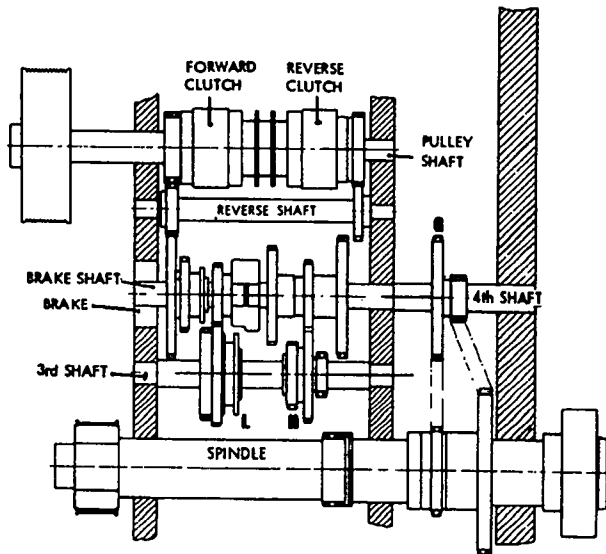 FORWARD
CLUTCH
REVERSE
CLUTCH
PULLEY
SHAFT
REVERSE SHAFT
BRAKE SHAFT
BRAKE
4th SHAFT
3rd SHAFT
L
SPINDLE